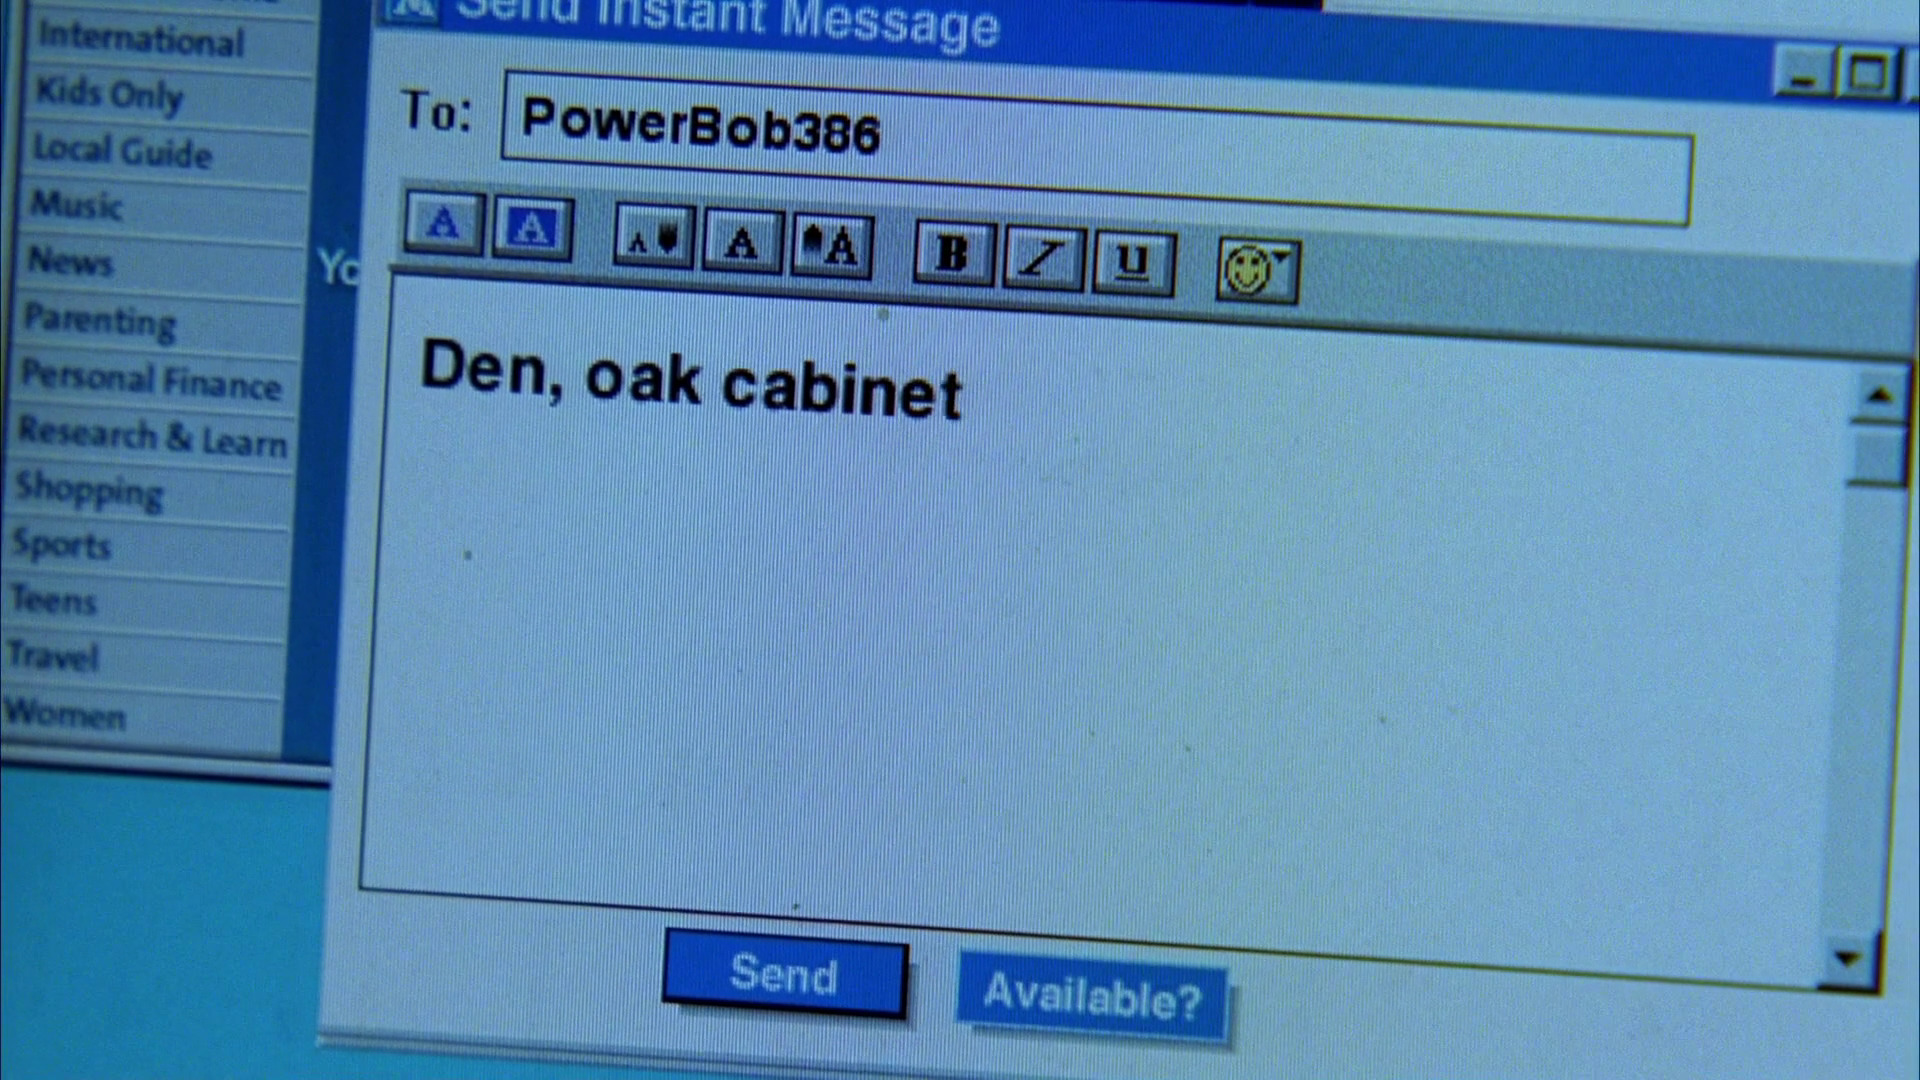 Send Instant Message
International
Kids Only
Local Guide
Music
News
Parenting
Personal Finance
Research & Learn
Shopping
Sports
Teens
Travel
Women
Yo
To: PowerBob386
A A A A A B I U
Den, oak cabinet
Send Available?